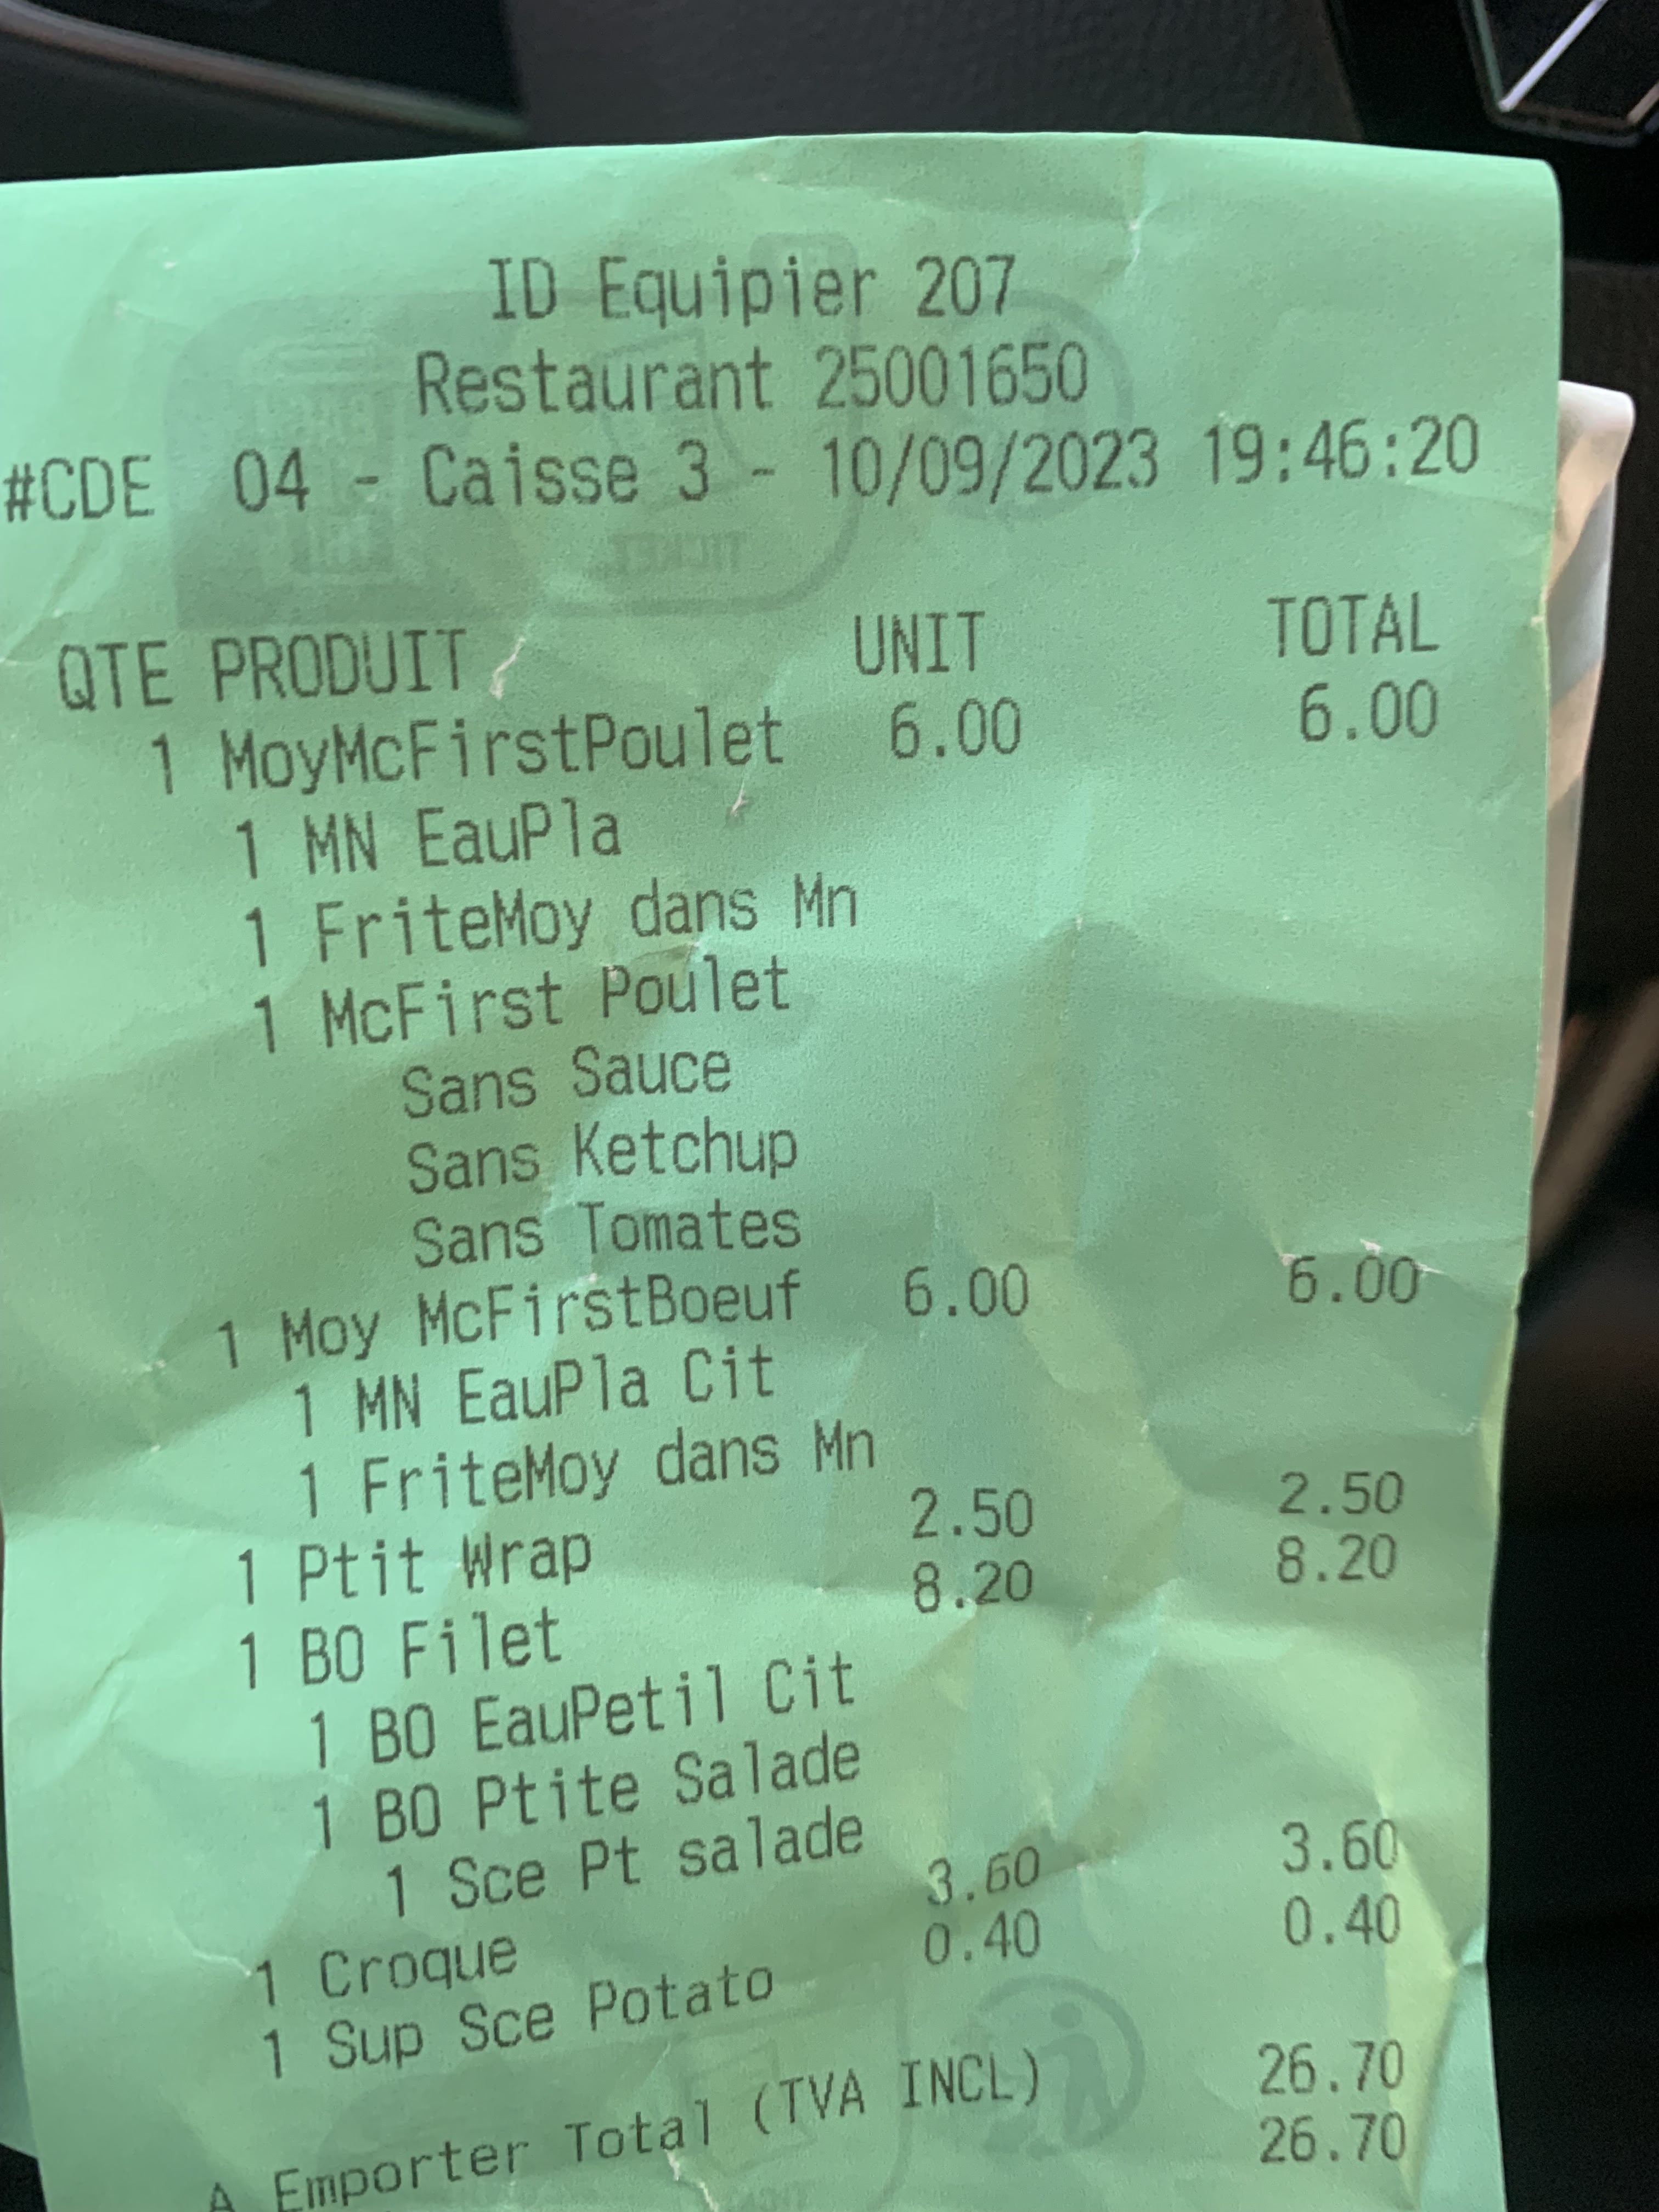 ID Equipier 207
Restaurant 25001650
#CDE 04 - Caisse 3 - 10/09/2023 19:46:20
TICKET
QTE PRODUIT UNIT TOTAL
1 MoyMcFirstPoulet 6.00 6.00
1 MN EauPla
1 FriteMoy dans Mn
1 McFirst Poulet
Sans Sauce
Sans Ketchup
Sans Tomates
1 Moy McFirstBoeuf 6.00 6.00
1 MN EauPla Cit
1 FriteMoy dans Mn
1 Ptit Wrap 2.50 2.50
1 BO Filet 8.20 8.20
1 BO EauPetil Cit
1 BO Ptite Salade
1 Sce Pt salade
1 Croque 3.60 3.60
1 Sup Sce Potato 0.40 0.40
A Emporter Total (TVA INCL) 26.70
26.70